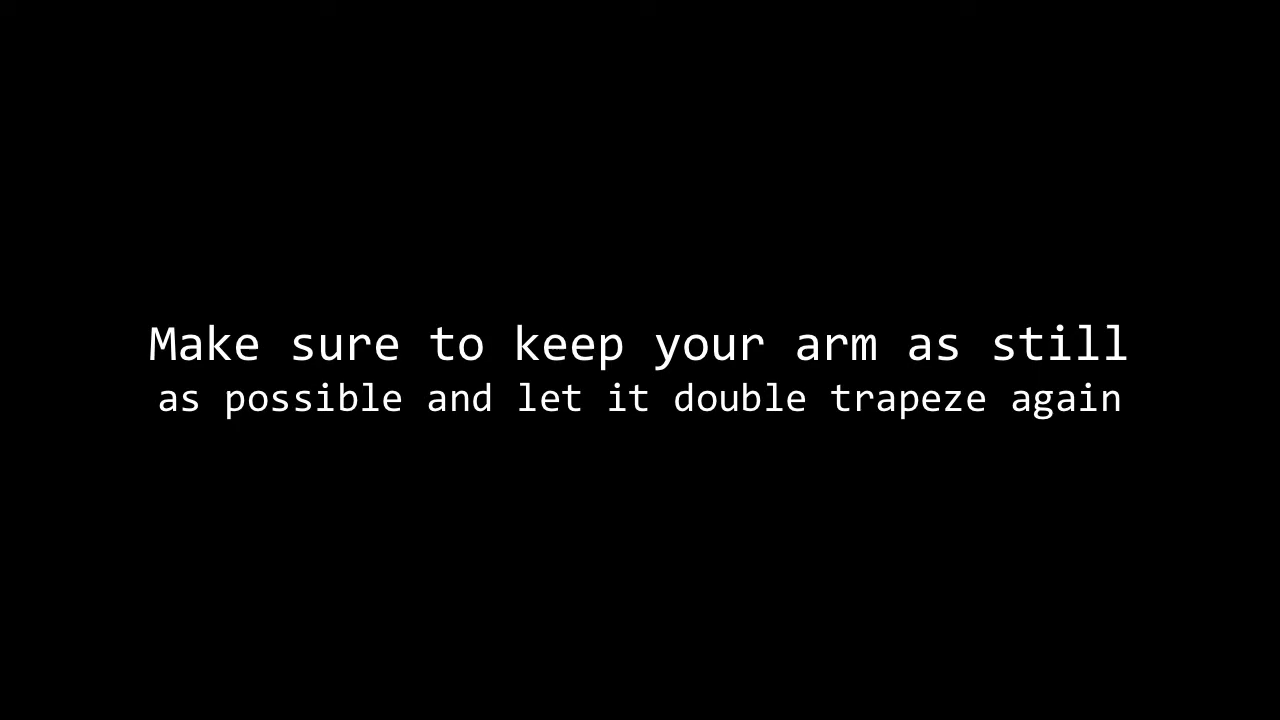 Make sure to keep your arm as still
as possible and let it double trapeze again